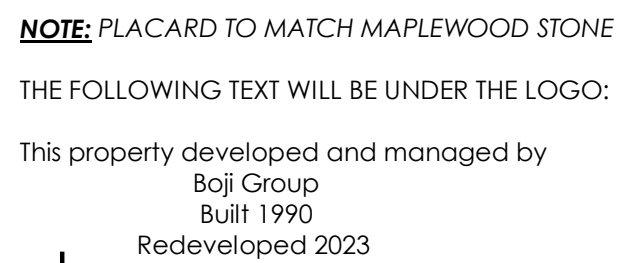 NOTE: PLACARD TO MATCH MAPLEWOOD STONE
THE FOLLOWING TEXT WILL BE UNDER THE LOGO:
This property developed and managed by
Boji Group
Built 1990
Redeveloped 2023